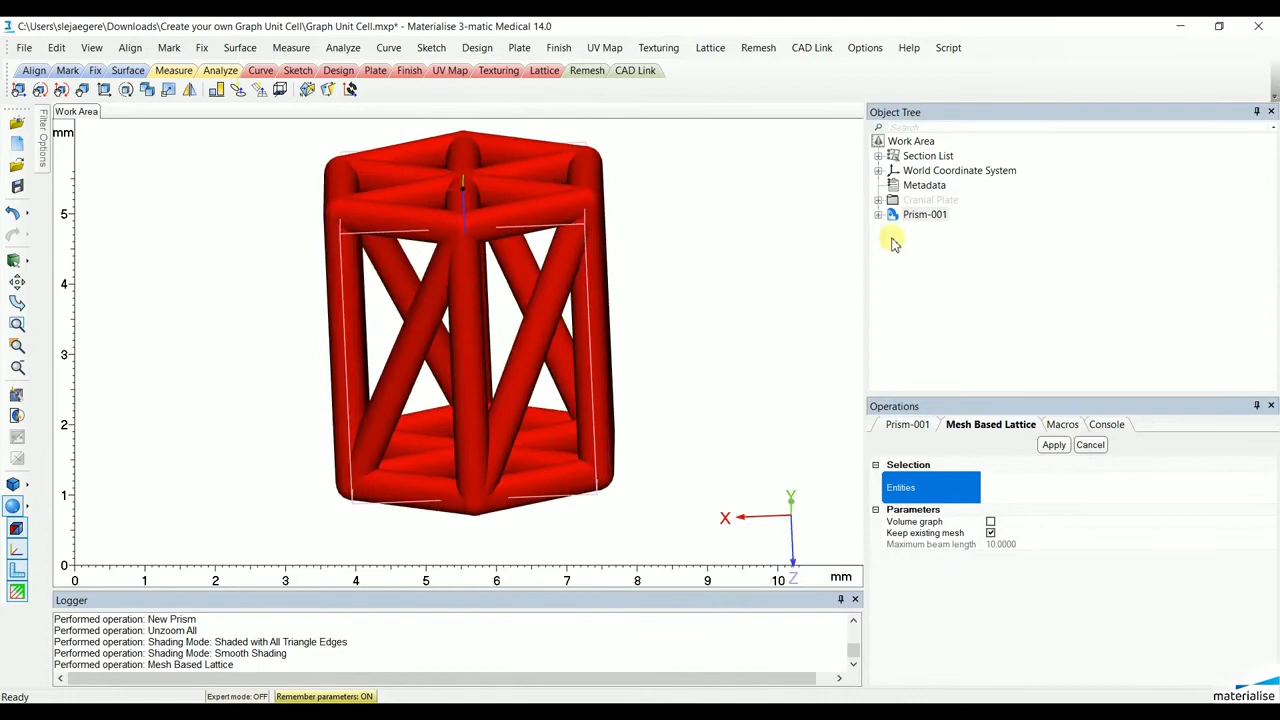 C:\Users\slejaegere\Downloads\Create your own Graph Unit Cell\Graph Unit Cell.mxp* - Materialise 3-matic Medical 14.0
File Edit View Align Mark Fix Surface Measure Analyze Curve Sketch Design Plate Finish UV Map Texturing Lattice Remesh CAD Link Options Help Script
Align Mark Fix Surface Measure Analyze Curve Sketch Design Plate Finish UV Map Texturing Lattice Remesh CAD Link
Filter Options
Work Area
mm
5
4
3
2
1
0
0 1 2 3 4 5 6 7 8 9 10 mm
Y
X
Z
Object Tree
Search
Work Area
Section List
World Coordinate System
Metadata
Cranial Plate
Prism-001
Operations
Prism-001 Mesh Based Lattice Macros Console
Apply Cancel
Selection
Entities
Parameters
Volume graph
Keep existing mesh
Maximum beam length 10.0000
Logger
Performed operation: New Prism
Performed operation: Unzoom All
Performed operation: Shading Mode: Shaded with All Triangle Edges
Performed operation: Shading Mode: Smooth Shading
Performed operation: Mesh Based Lattice
Ready
Expert mode: OFF
Remember parameters: ON
materialise